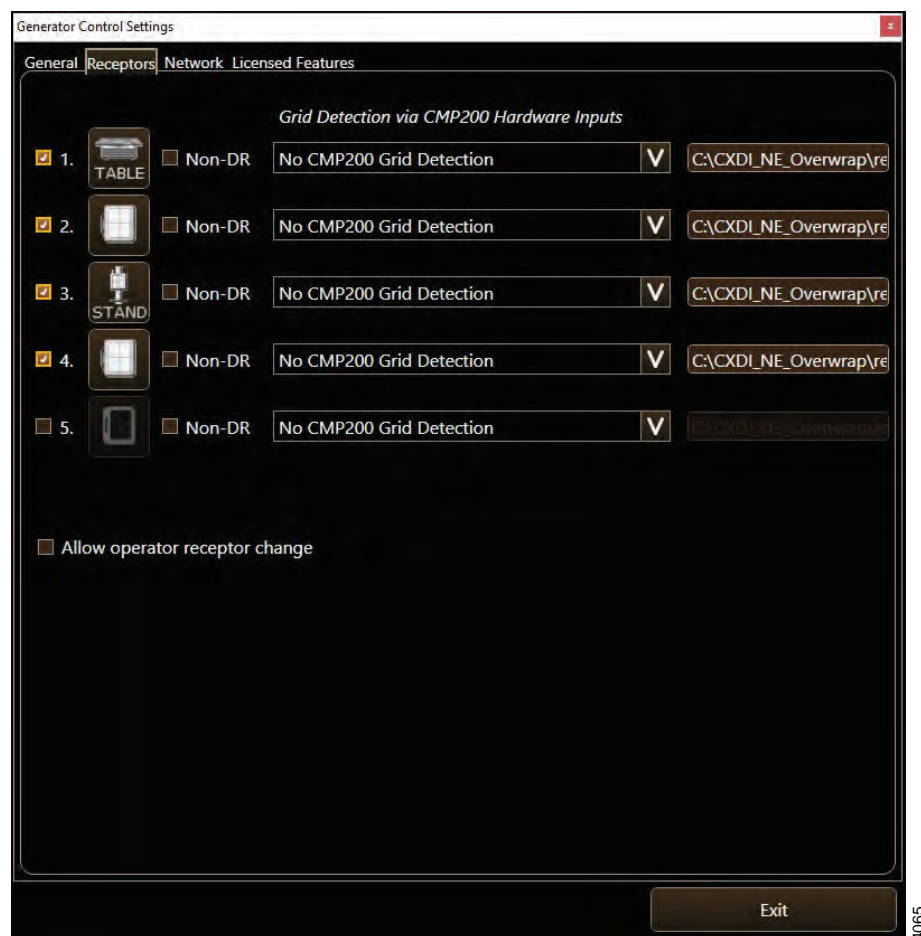 Generator Control Settings
x
General Receptors Network Licensed Features
Grid Detection via CMP200 Hardware Inputs
1. TABLE Non-DR No CMP200 Grid Detection V C:\CXDI_NE_Overwrap\re
2. Non-DR No CMP200 Grid Detection V C:\CXDI_NE_Overwrap\re
3. STAND Non-DR No CMP200 Grid Detection V C:\CXDI_NE_Overwrap\re
4. Non-DR No CMP200 Grid Detection V C:\CXDI_NE_Overwrap\re
5. Non-DR No CMP200 Grid Detection V
Allow operator receptor change
Exit